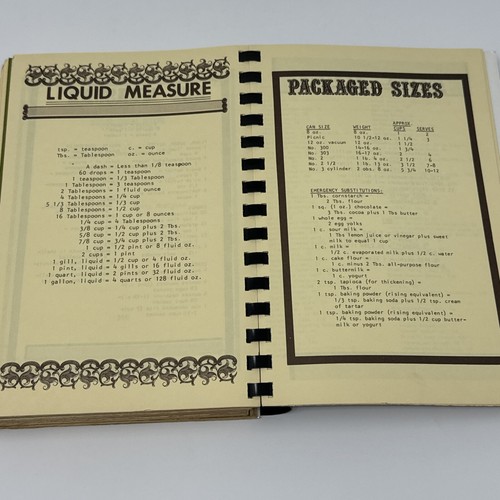 LIQUID MEASURE
tsp. = teaspoon c. = cup
Tbs. = Tablespoon oz. = ounce
A dash = Less than 1/8 teaspoon
60 drops = 1 teaspoon
1 teaspoon = 1/3 Tablespoon
1 Tablespoon = 3 teaspoons
2 Tablespoons = 1 fluid ounce
4 Tablespoons = 1/4 cup
5 1/3 Tablespoons = 1/3 cup
8 Tablespoons = 1/2 cup
16 Tablespoons = 1 cup or 8 ounces
1/4 cup = 4 Tablespoons
3/8 cup = 1/4 cup plus 2 Tbs.
5/8 cup = 1/2 cup plus 2 Tbs.
7/8 cup = 3/4 cup plus 2 Tbs.
1 cup = 1/2 pint or 8 fluid oz.
2 cups = 1 pint
1 gill, liquid = 1/2 cup or 4 fluid oz.
1 pint, liquid = 4 gills or 16 fluid oz.
1 quart, liquid = 2 pints or 32 fluid oz.
1 gallon, liquid = 4 quarts or 128 fluid oz.
PACKAGED SIZES
APPROX.
CAN SIZE WEIGHT CUPS SERVES
8 oz. 8 oz. 1 2
Picnic 10 1/2-12 oz. 1 1/4 3
12 oz. vacuum 12 oz. 1 1/2
No. 300 14-16 oz.
No. 303 16-17 oz. 2 4
No. 2 1 lb. 4 oz. 2 1/2
No. 2 1/2 1 lb. 13 oz. 3 1/2
No. 3 cylinder 3 lbs. 5 3/4 10-12
EMERGENCY SUBSTITUTIONS:
1 Tbs. cornstarch =
2 Tbs. flour
1 sq. (1 oz.) chocolate =
3 Tbs. cocoa plus 1 Tbs butter
1 whole egg =
2 egg yolks
1 c. sour milk =
1 Tbs lemon juice or vinegar plus sweet
milk to equal 1 cup
1 c. milk =
1/2 c. evaporated milk plus 1/2 c. water
1 c. cake flour =
1 c. minus 2 Tbs. all-purpose flour
1 c. buttermilk =
1 c. yogurt
2 tsp. tapioca (for thickening) =
1 Tbs. flour
1 tsp. baking powder (rising equivalent) =
1/3 tsp. baking soda plus 1/2 tsp. cream
of tartar
1 tsp. baking powder (rising equivalent) =
1/4 tsp. baking soda plus 1/2 cup butter-
milk or yogurt